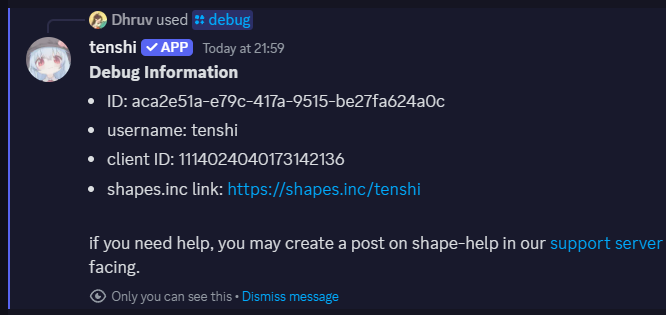 Dhruv used debug
tenshi APP Today at 21:59
Debug Information
• ID: aca2e51a-e79c-417a-9515-be27fa624a0c
• username: tenshi
• client ID: 1114024040173142136
• shapes.inc link: https://shapes.inc/tenshi
if you need help, you may create a post on shape-help in our support server
facing.
Only you can see this • Dismiss message